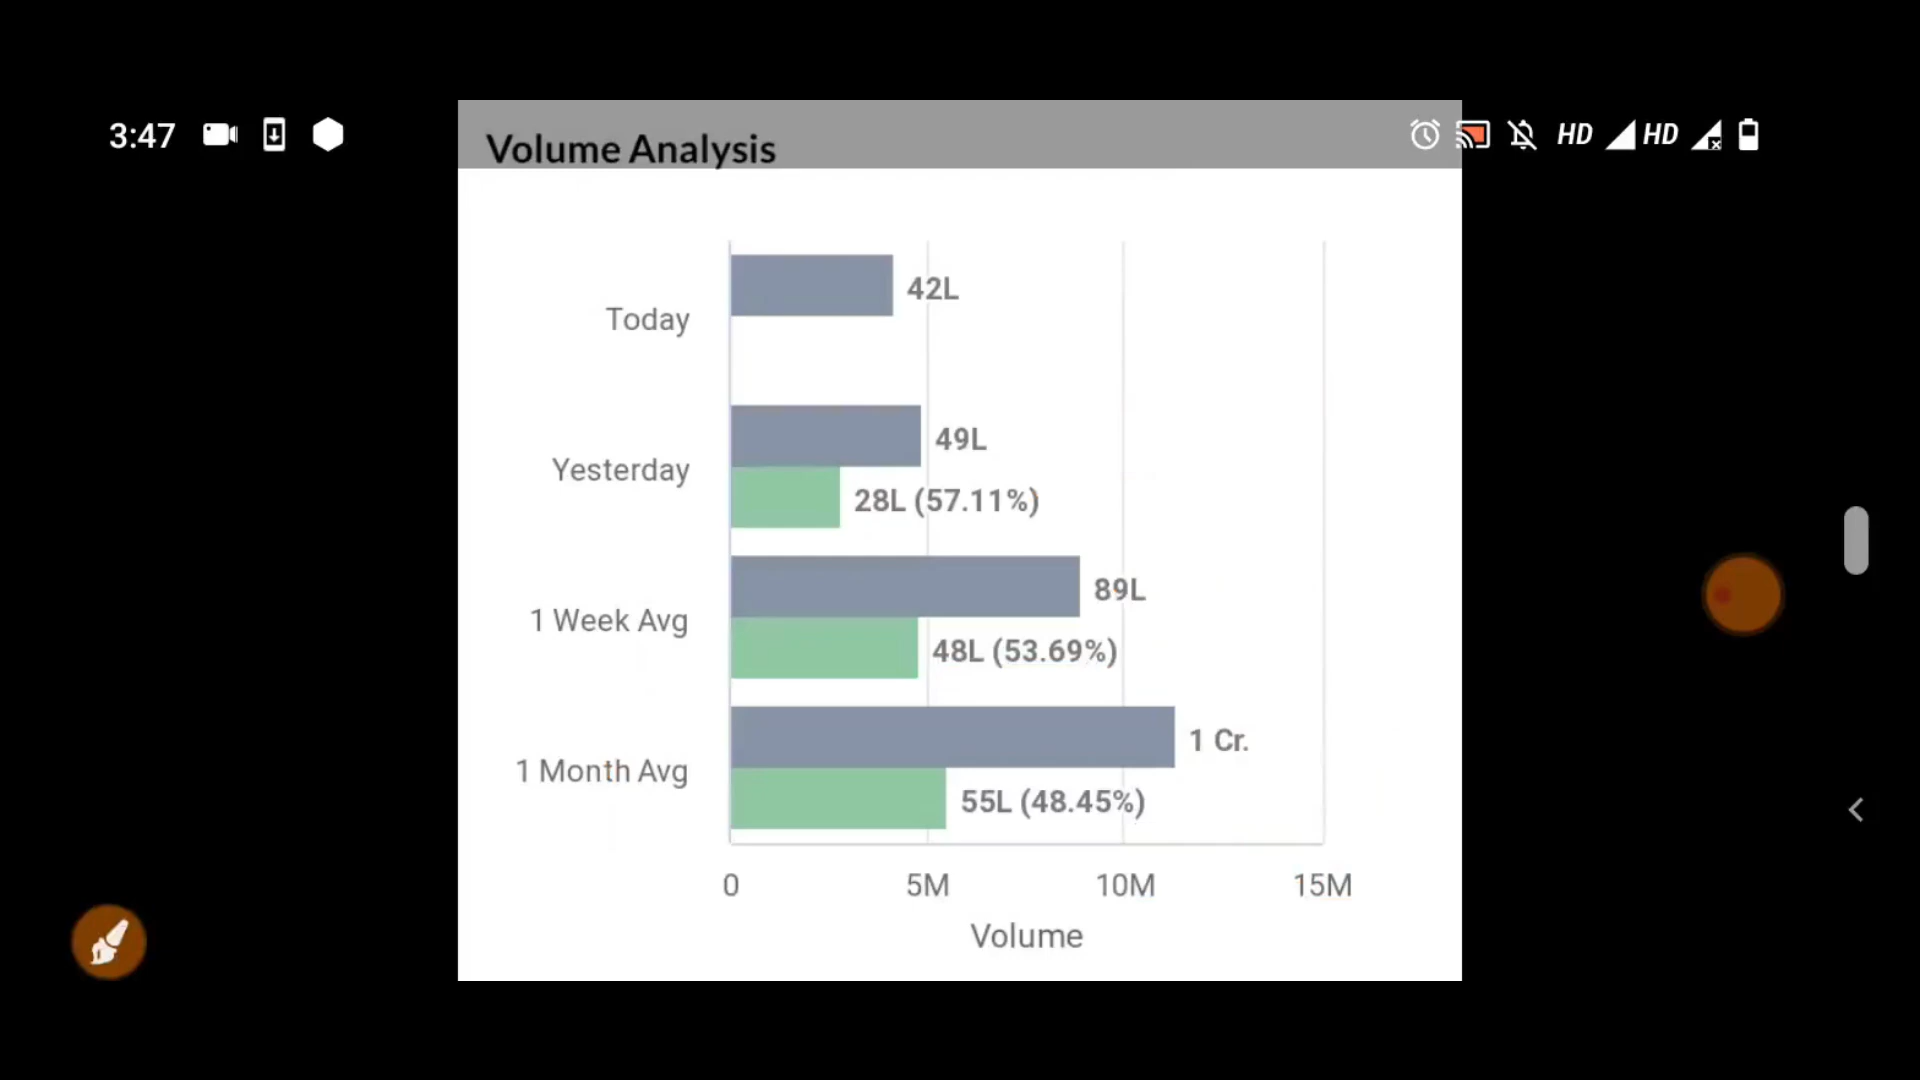 3:47
HD HD
Volume Analysis
Today
42L
Yesterday
49L
28L (57.11%)
1 Week Avg
89L
48L (53.69%)
1 Month Avg
1 Cr.
55L (48.45%)
0 5M 10M 15M
Volume